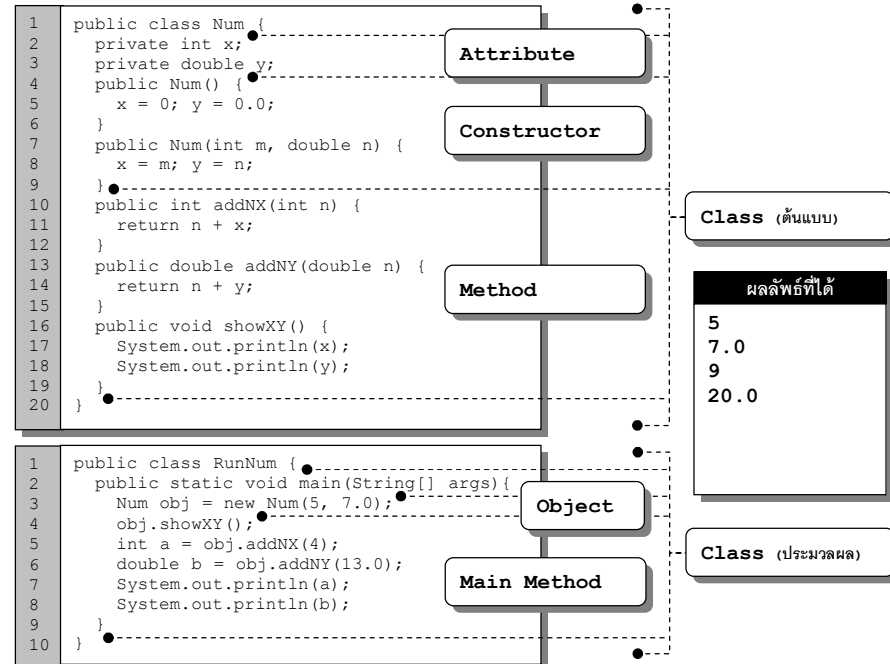 1 public class Num {
2 private int x;
3 private double y;
4 public Num() {
5 x = 0; y = 0.0;
6 }
7 public Num(int m, double n) {
8 x = m; y = n;
9 }
10 public int addNX(int n) {
11 return n + x;
12 }
13 public double addNY(double n) {
14 return n + y;
15 }
16 public void showXY() {
17 System.out.println(x);
18 System.out.println(y);
19 }
20 }
Attribute
Constructor
Method
Class (ต้นแบบ)
ผลลัพธ์ที่ได้
5
7.0
9
20.0
1 public class RunNum {
2 public static void main(String[] args){
3 Num obj = new Num(5, 7.0);
4 obj.showXY();
5 int a = obj.addNX(4);
6 double b = obj.addNY(13.0);
7 System.out.println(a);
8 System.out.println(b);
9 }
10 }
Object
Main Method
Class (ประมวลผล)